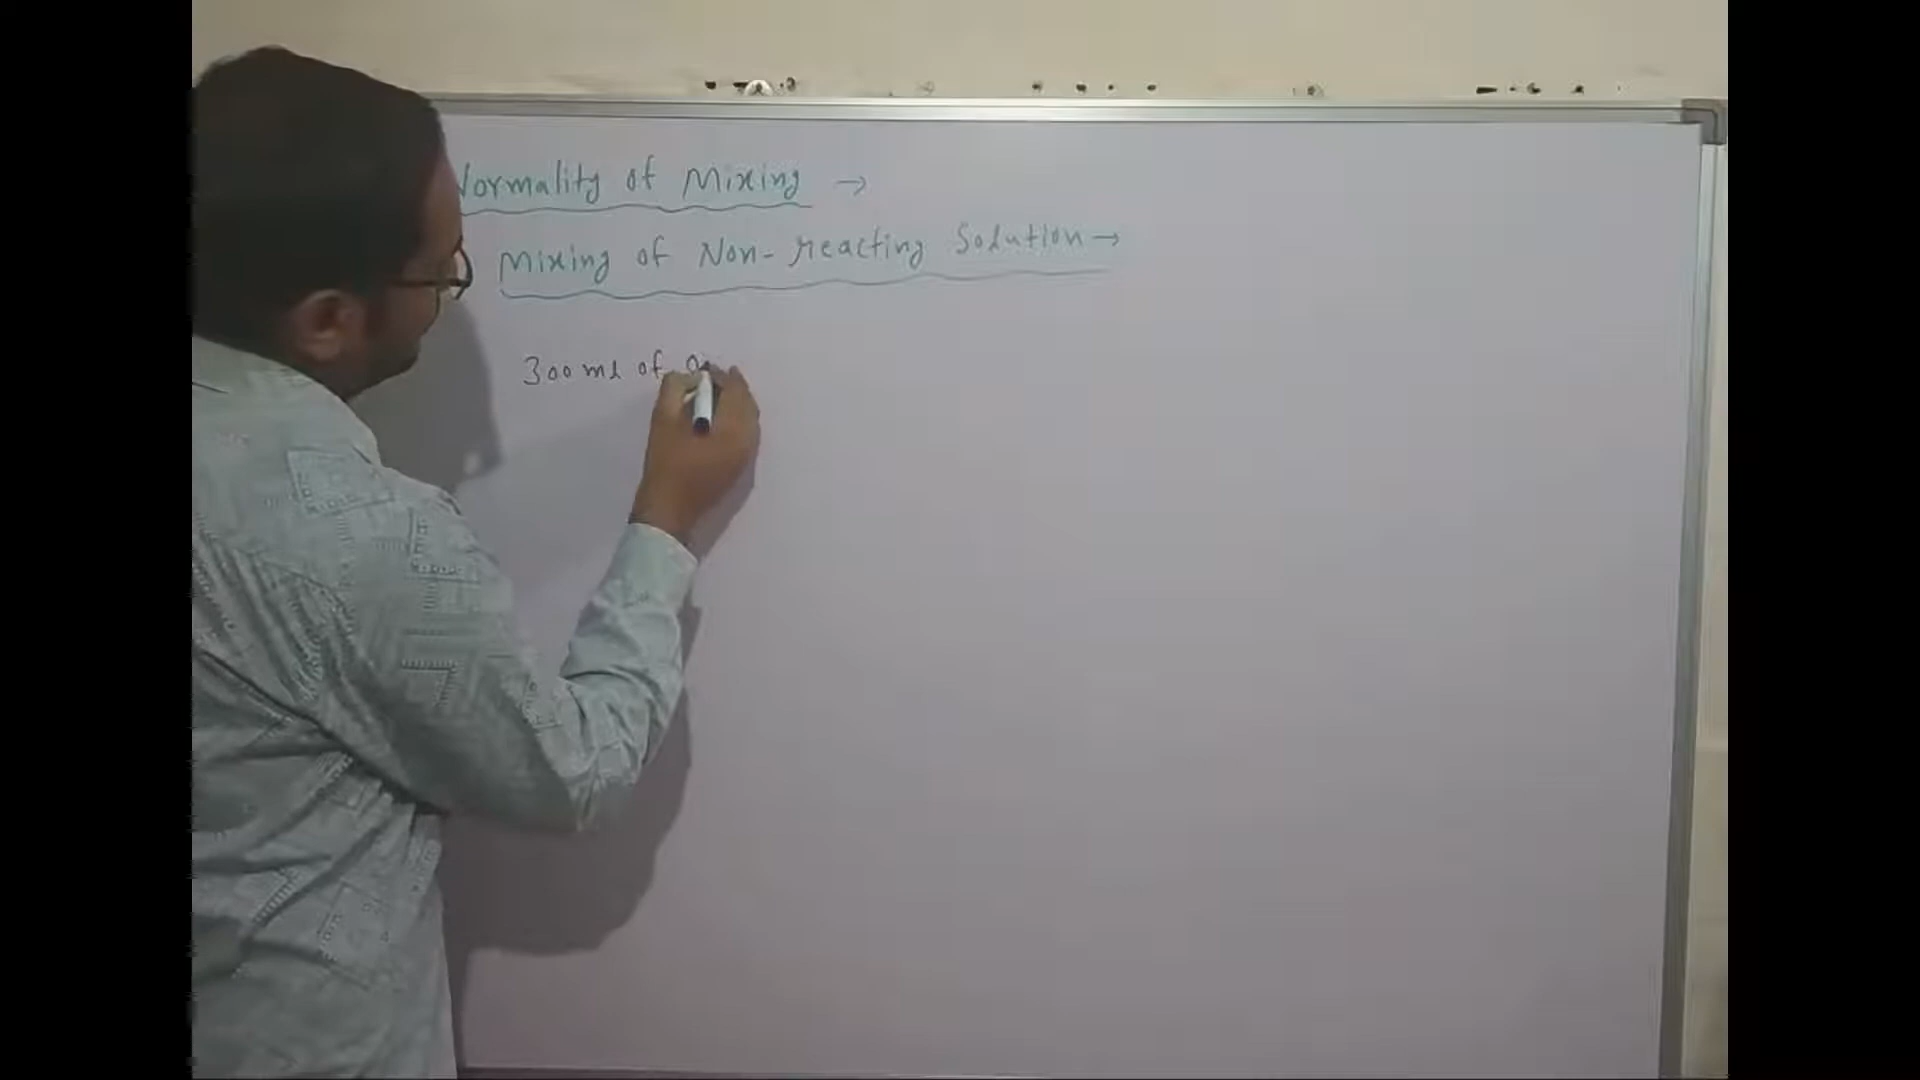 Normality of Mixing →
Mixing of Non-reacting Solution →
300 ml of